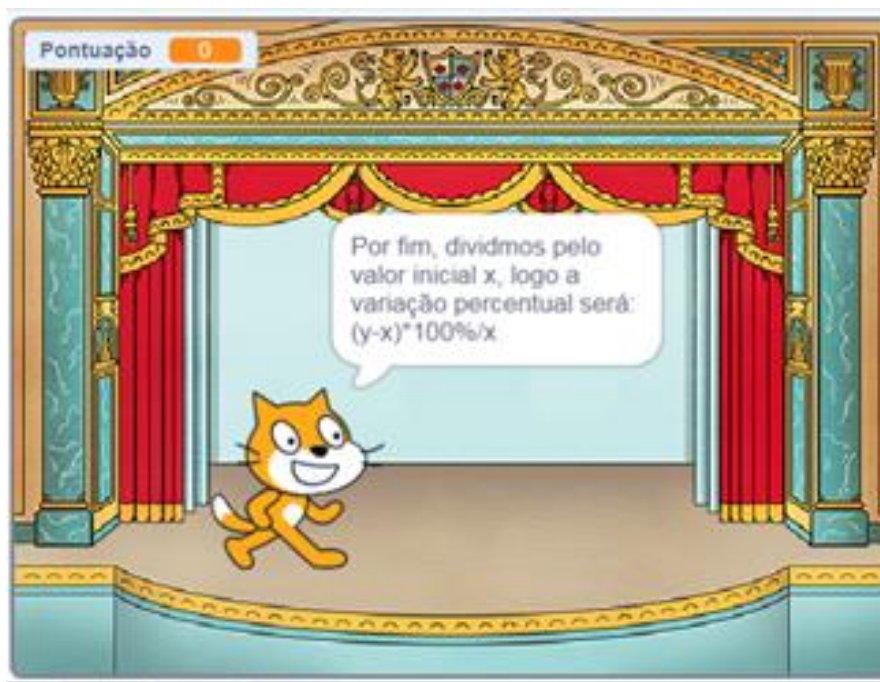 Pontuação 0
Por fim, dividmos pelo
valor inicial x, logo a
variação percentual será:
(y-x)*100%/x